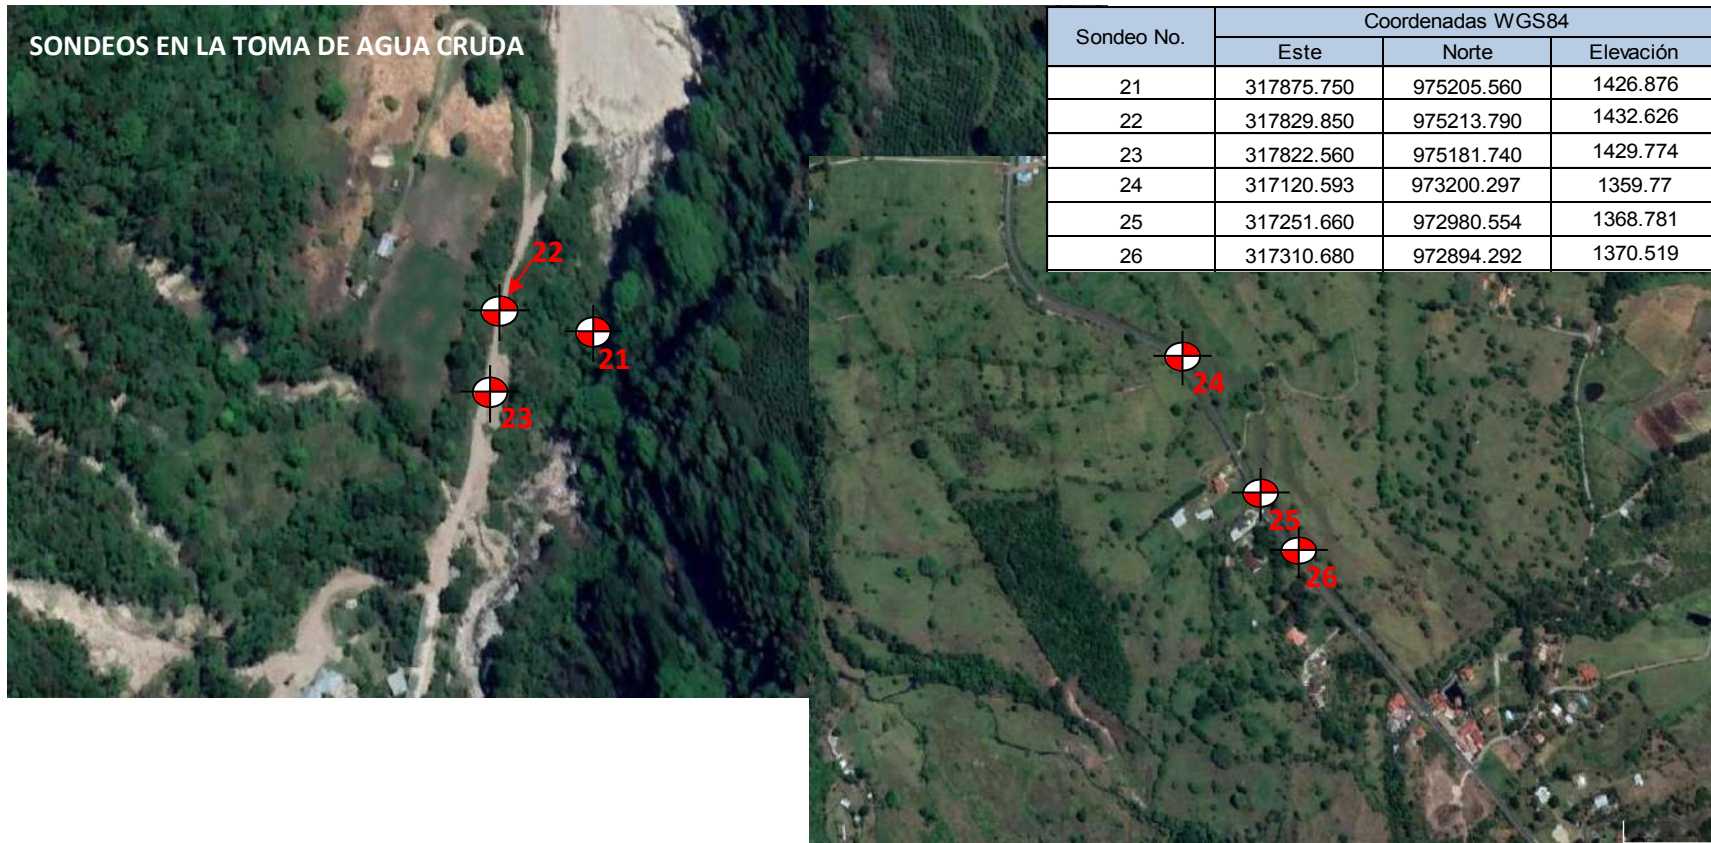 SONDEOS EN LA TOMA DE AGUA CRUDA
Sondeo No. Coordenadas WGS84
Este Norte Elevación
21 317875.750 975205.560 1426.876
22 317829.850 975213.790 1432.626
23 317822.560 975181.740 1429.774
24 317120.593 973200.297 1359.77
25 317251.660 972980.554 1368.781
26 317310.680 972894.292 1370.519
22
21
23
24
25
26